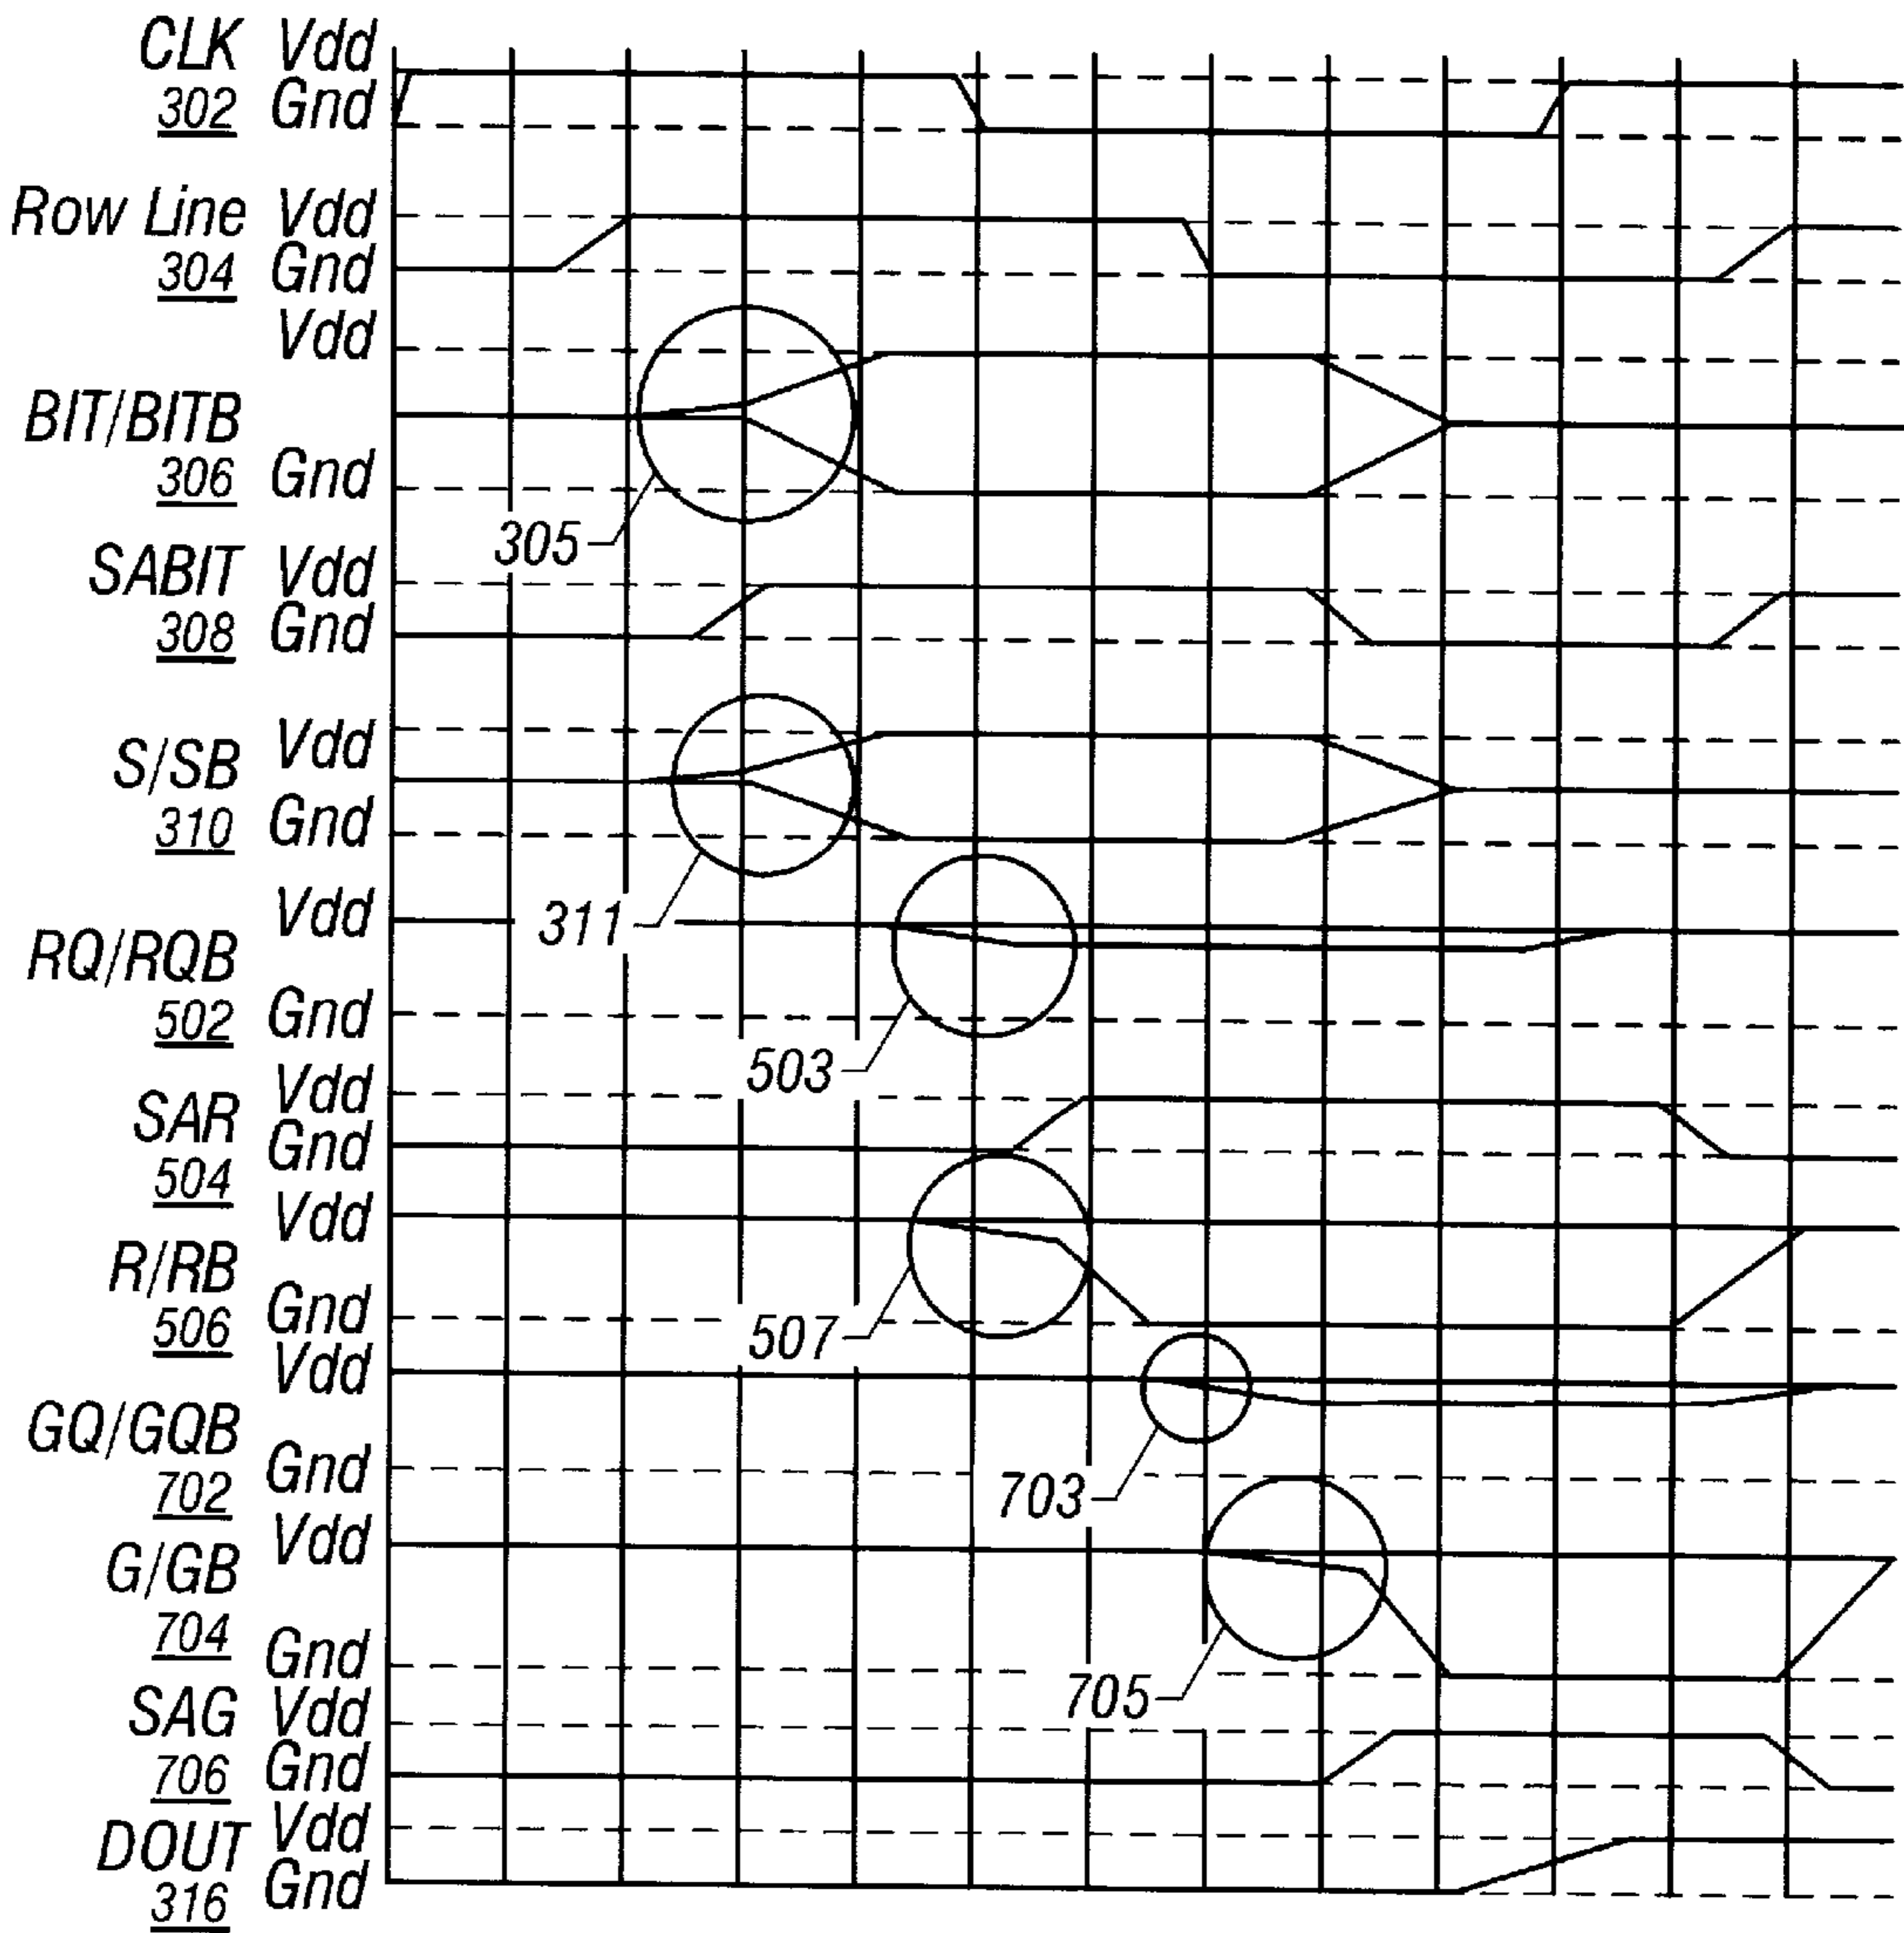 CLK Vdd
302 Gnd
Row Line Vdd
304 Gnd
Vdd
BIT/BITB
306 Gnd
305
SABIT Vdd
308 Gnd
S/SB Vdd
310 Gnd
311
Vdd
RQ/RQB
502 Gnd
503
Vdd
SAR
504 Gnd
Vdd
R/RB
506 Gnd
507
Vdd
GQ/GQB
702 Gnd
703
Vdd
G/GB
704 Gnd
705
SAG Vdd
706 Gnd
DOUT Vdd
316 Gnd